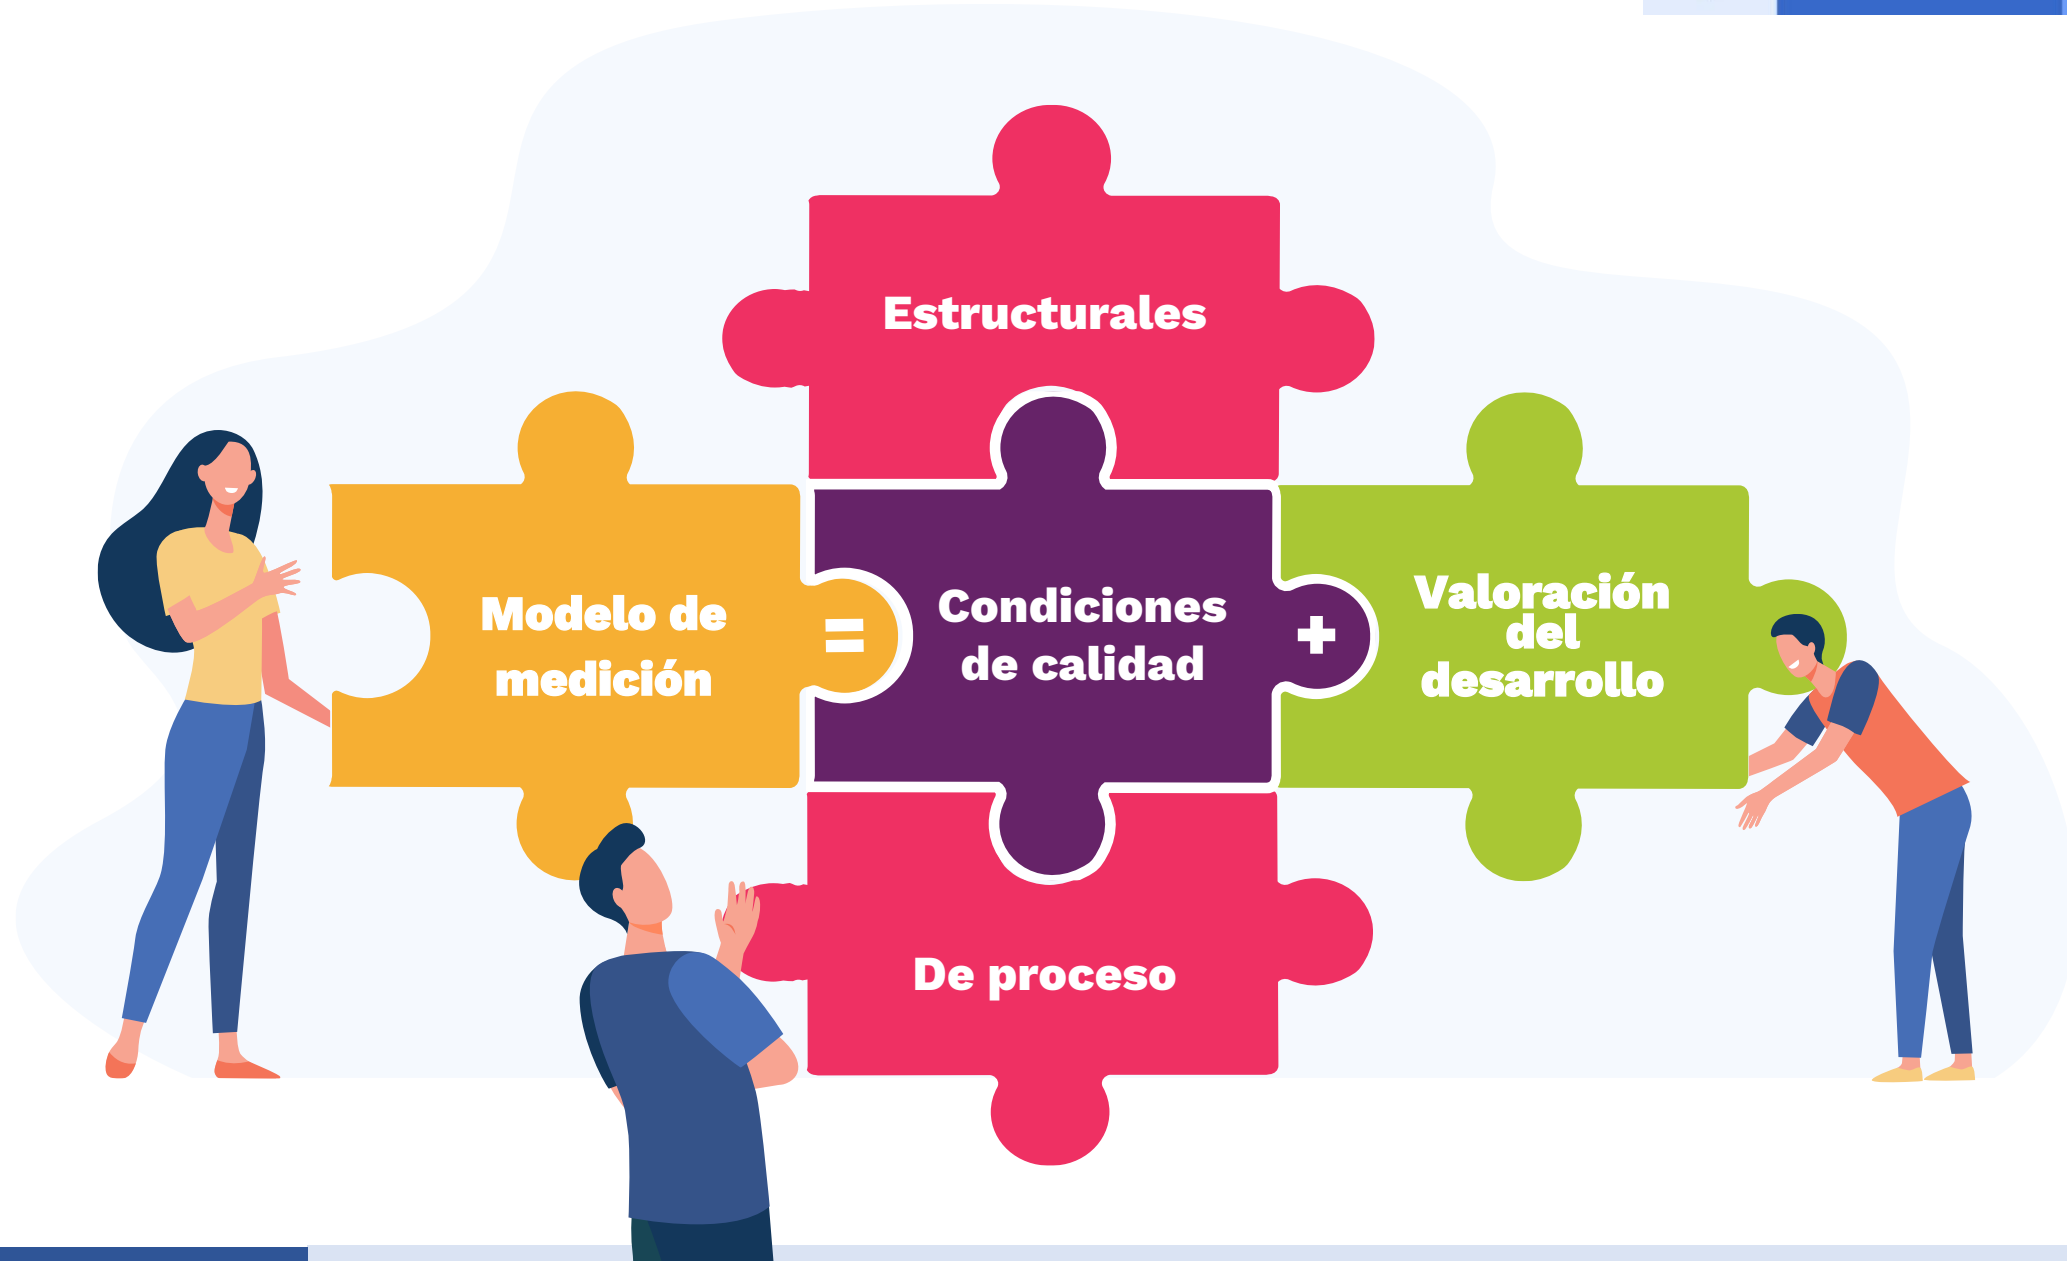 Estructurales
Modelo de
medición
=
Condiciones
de calidad
+
Valoración
del
desarrollo
De proceso